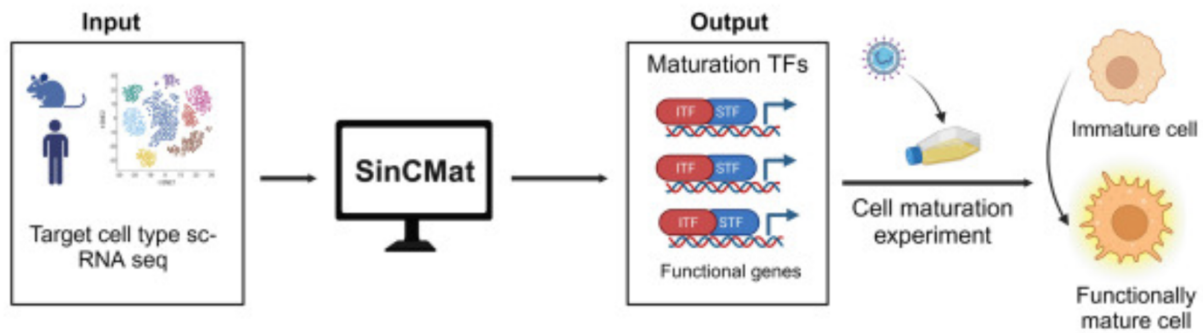 Input
Target cell type sc-
RNA seq
SinCMat
Output
Maturation TFs
ITF STF
ITF STF
ITF STF
Functional genes
Cell maturation
experiment
Immature cell
Functionally
mature cell